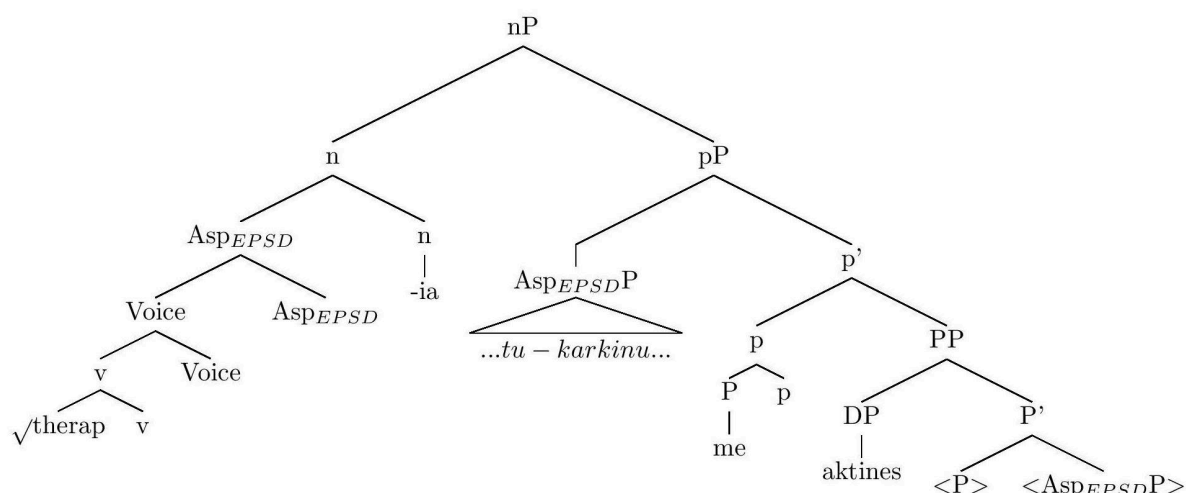 nP
n pP
Asp_EPSD n Asp_EPSDP p'
-ia
Voice Asp_EPSD ...tu − karkinu... p PP
v Voice P p DP P'
√therap v me aktines <P> <Asp_EPSDP>